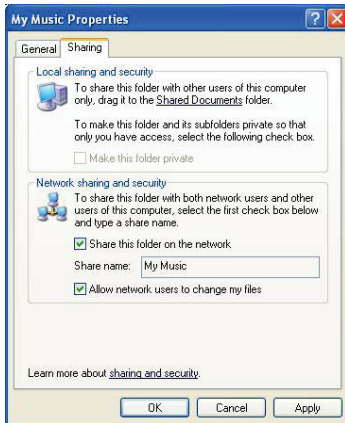 My Music Properties
General Sharing
Local sharing and security
To share this folder with other users of this computer
only, drag it to the Shared Documents folder.
To make this folder and its subfolders private so that
only you have access, select the following check box.
Make this folder private
Network sharing and security
To share this folder with both network users and other
users of this computer, select the first check box below
and type a share name.
Share this folder on the network
Share name: My Music
Allow network users to change my files
Learn more about sharing and security.
OK Cancel Apply